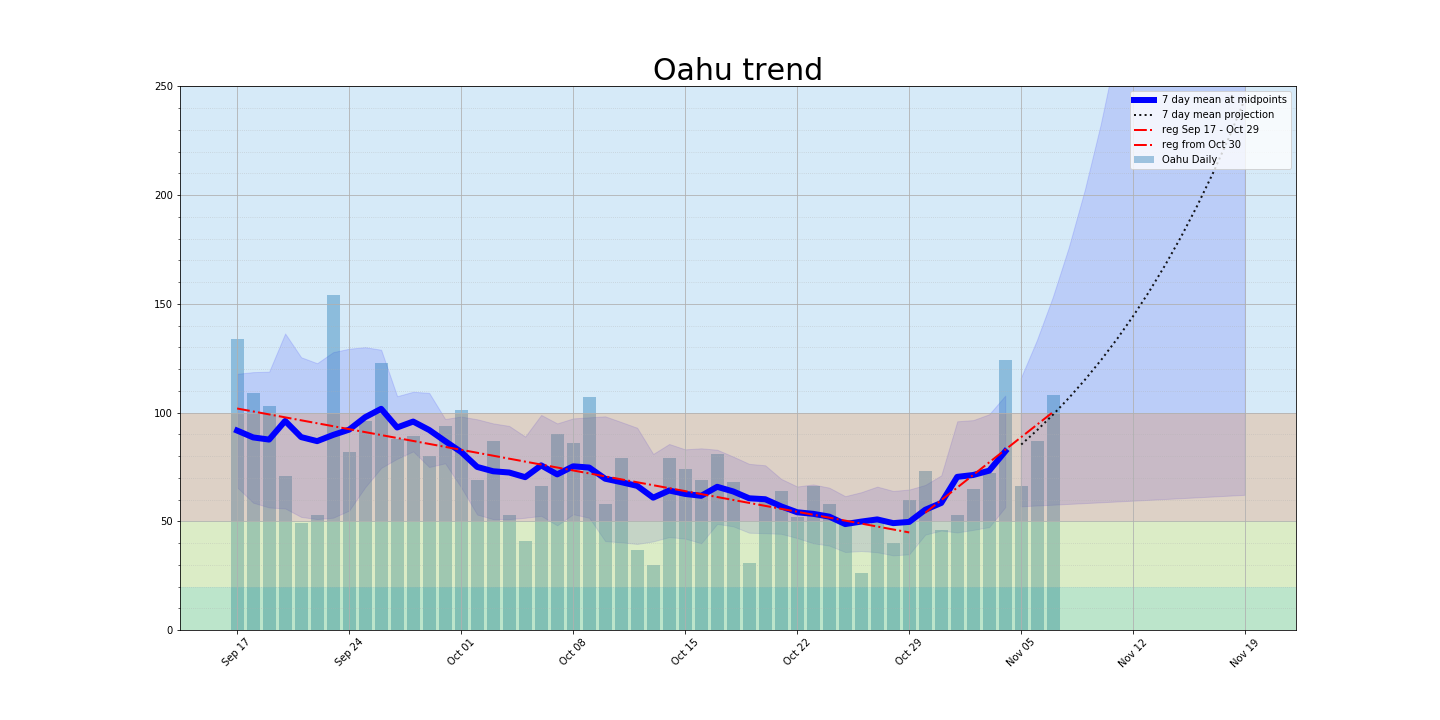 Oahu trend
250
200
150
100
50
0
7 day mean at midpoints
7 day mean projection
reg Sep 17 - Oct 29
reg from Oct 30
Oahu Daily
Sep 17
Sep 24
Oct 01
Oct 08
Oct 15
Oct 22
Oct 29
Nov 05
Nov 12
Nov 19